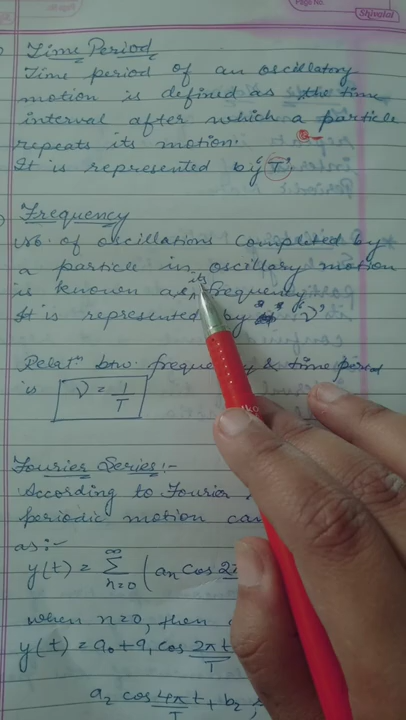 Page No.
Shivalal
Time Period
Time period of an oscillatory
motion is defined as the time
interval after which a particle
repeats its motion.
It is represented by 'T'.
Frequency
No. of oscillations completed by
a particle in oscillary motion
is known as its frequency
It is represented by 'ν'
Relatn btw. frequency & time period
is ν = 1/T
Fourier Series:-
According to Fourier
periodic motion can
as:-
y(t) = ∑ n=0 ∞ (an cos 2π
when n=0, then
y(t) = a0 + a1 cos 2πt/T
a2 cos 4πt/T + b2